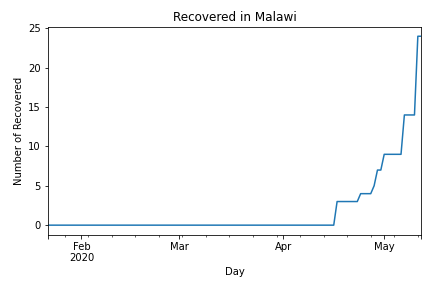 Recovered in Malawi
25
20
15
10
5
0
Number of Recovered
Feb
2020
Mar
Apr
May
Day